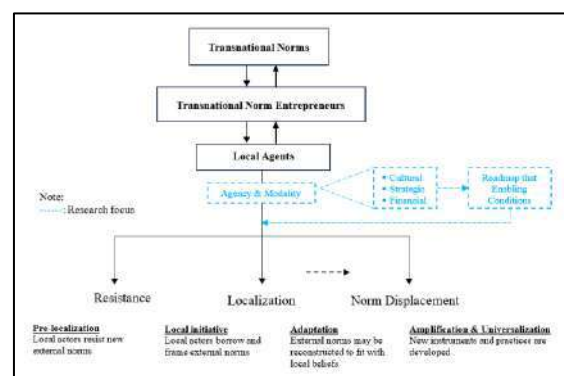 Transnational Norms
Transnational Norm Entrepreneurs
Local Agents
Agency & Modality
• Cultural
• Strategic
• Financial
Roadmap that
Enabling
Conditions
Note:
: Research focus
Resistance
Localization
Norm Displacement
Pre-localization
Local actors resist new
external norms
Local initiative
Local actors borrow and
frame external norms
Adaptation
External norms may be
reconstructed to fit with
local beliefs
Amplification & Universalization
New instruments and practices are
developed